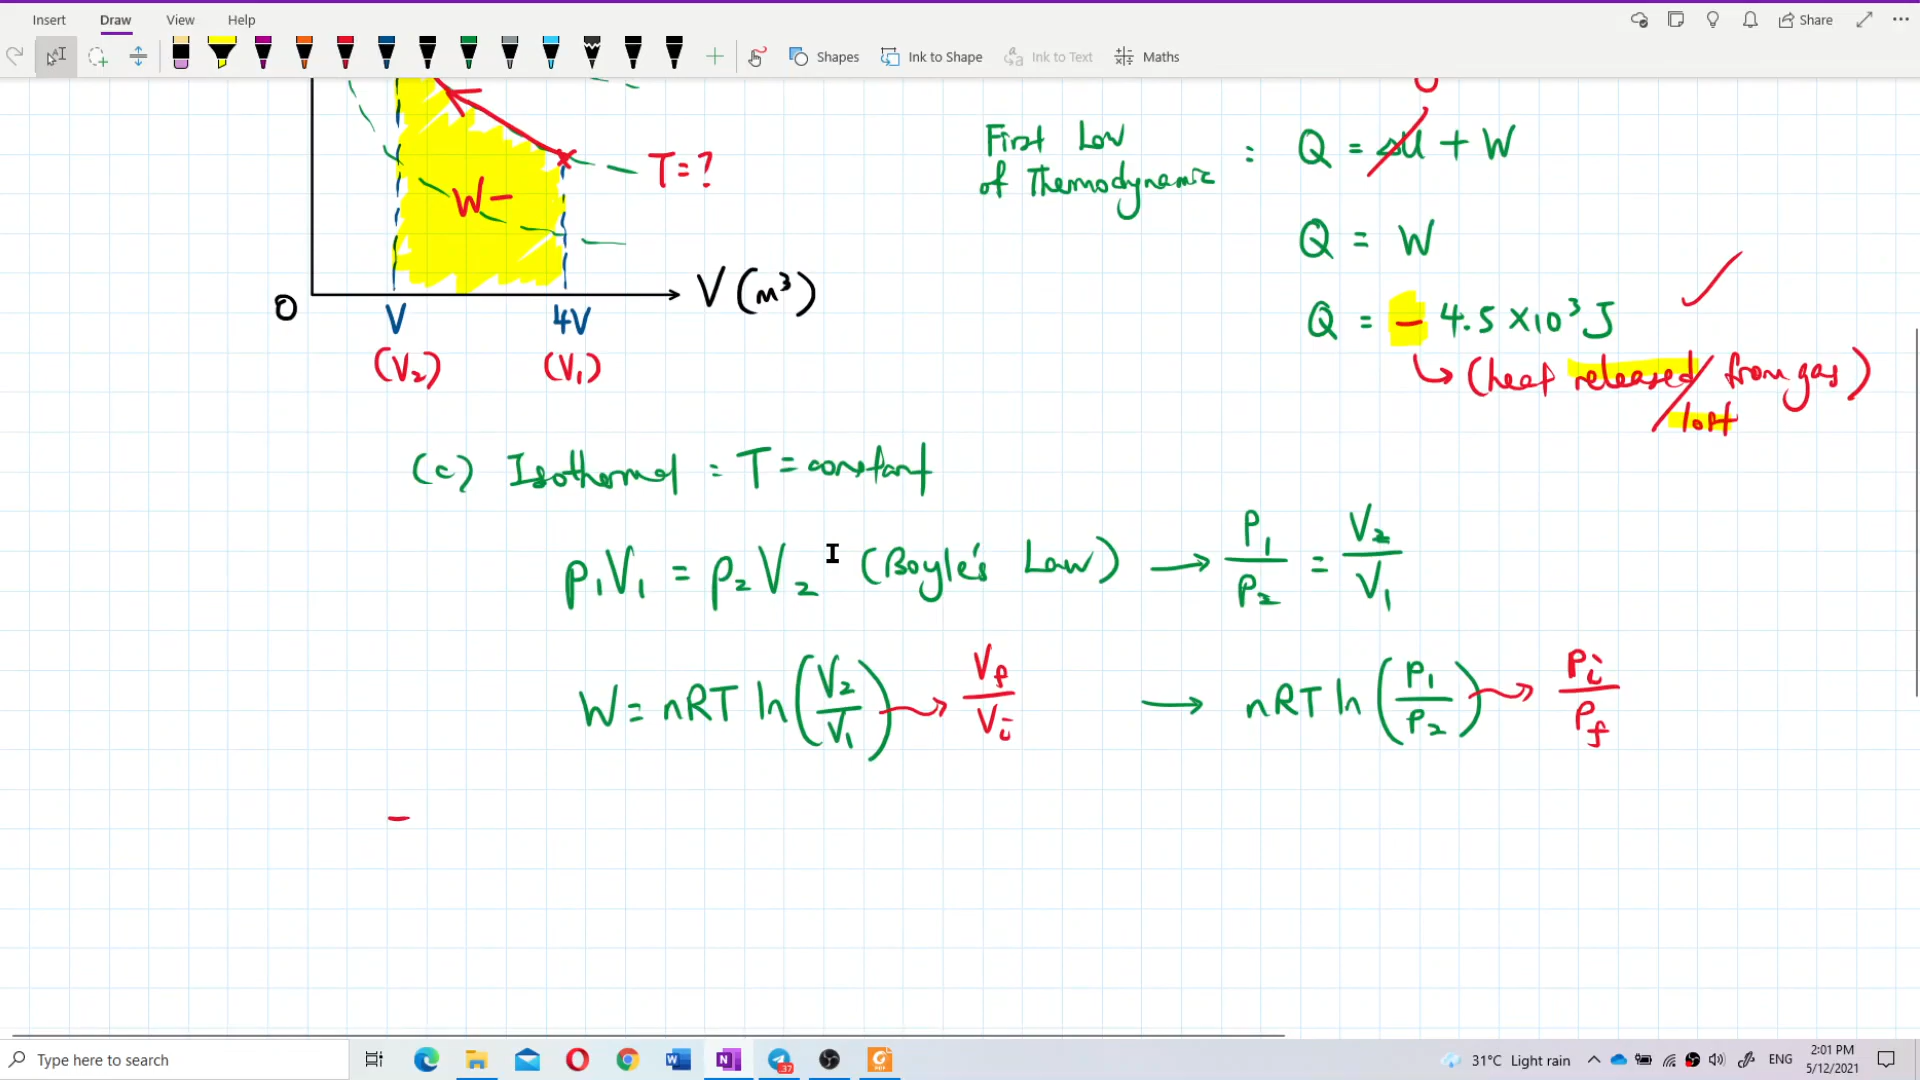 Insert Draw View Help
Share
Shapes Ink to Shape Ink to Text Maths
T = ?
W -
O
V (m³)
V 4V
(V₂) (V₁)
First Law
of Thermodynamic : Q = ΔU + W
0
Q = W
Q = - 4.5 × 10³ J
↳ (heat released / from gas)
/ lost
(c) Isothermal : T = constant
p₁V₁ = p₂V₂ (Boyle's Law) → P₁/P₂ = V₂/V₁
W = nRT ln(V₂/V₁) → Vf/Vi → nRT ln(P₁/P₂) → Pi/Pf
-
Type here to search
37
31°C Light rain
ENG
2:01 PM
5/12/2021